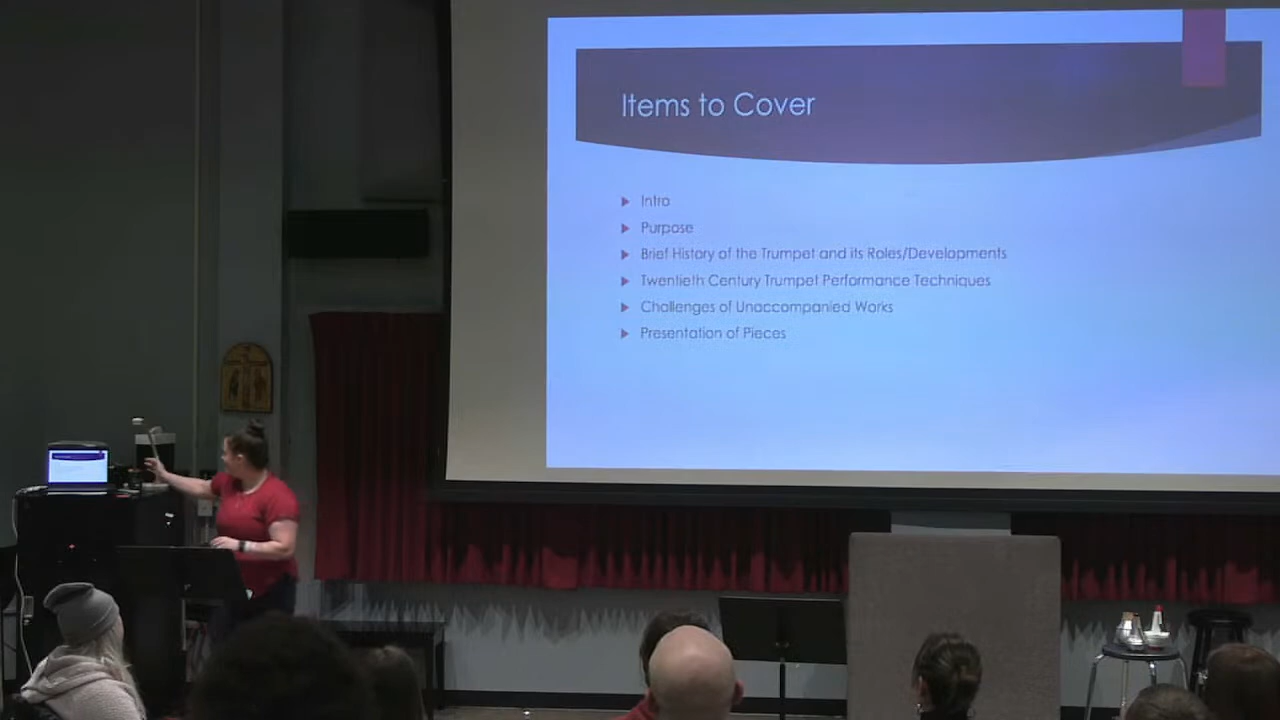 Items to Cover
Intro
Purpose
Brief History of the Trumpet and its Roles/Developments
Twentieth Century Trumpet Performance Techniques
Challenges of Unaccompanied Works
Presentation of Pieces